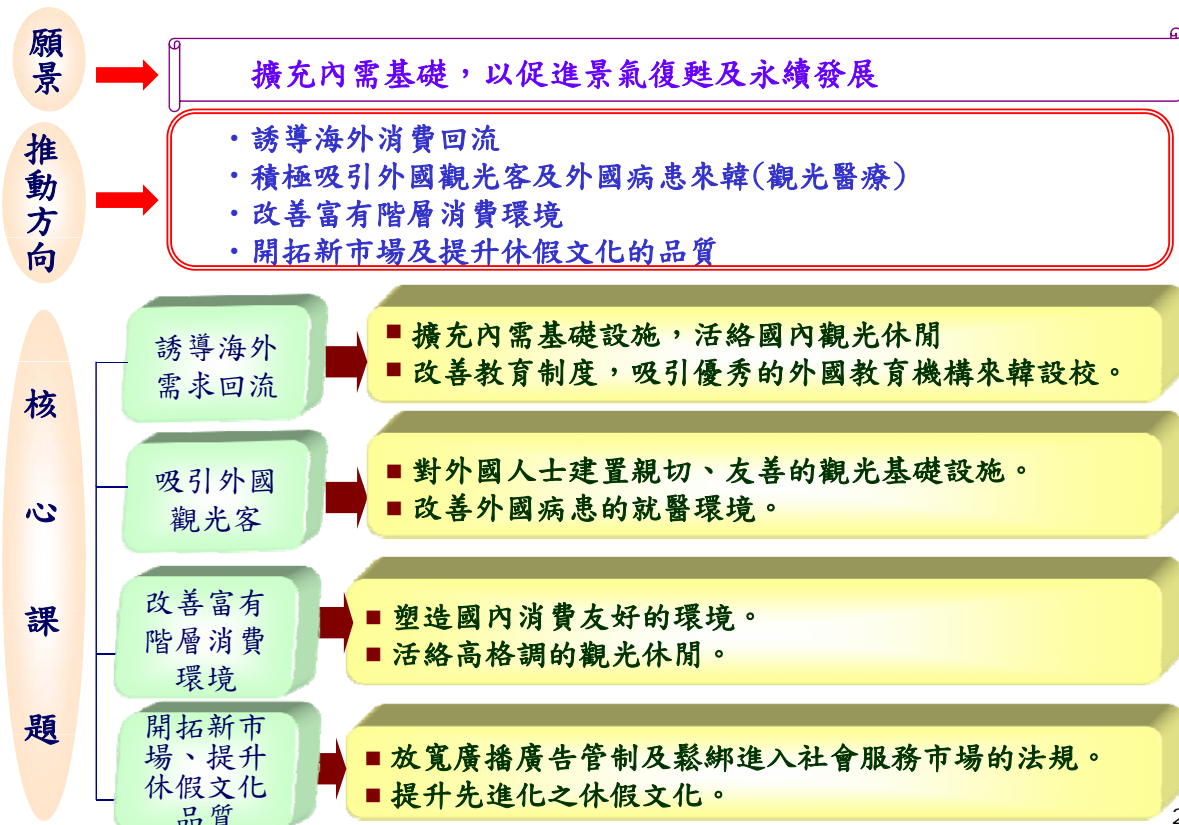 願景
擴充內需基礎，以促進景氣復甦及永續發展
推動方向
・誘導海外消費回流
・積極吸引外國觀光客及外國病患來韓(觀光醫療)
・改善富有階層消費環境
・開拓新市場及提升休假文化的品質
核心課題
誘導海外
需求回流
■ 擴充內需基礎設施，活絡國內觀光休閒
■ 改善教育制度，吸引優秀的外國教育機構來韓設校。
吸引外國
觀光客
■ 對外國人士建置親切、友善的觀光基礎設施。
■ 改善外國病患的就醫環境。
改善富有
階層消費
環境
■ 塑造國內消費友好的環境。
■ 活絡高格調的觀光休閒。
開拓新市
場、提升
休假文化
品質
■ 放寬廣播廣告管制及鬆綁進入社會服務市場的法規。
■ 提升先進化之休假文化。